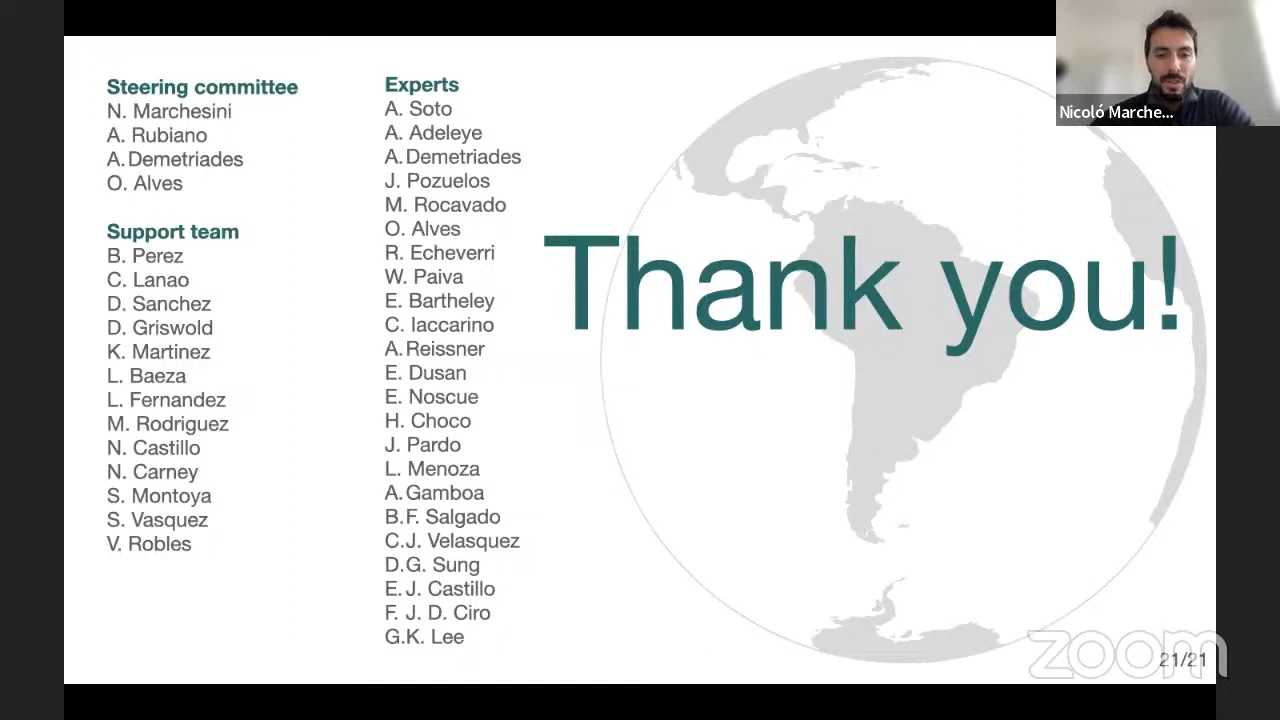 Steering committee
N. Marchesini
A. Rubiano
A. Demetriades
O. Alves
Support team
B. Perez
C. Lanao
D. Sanchez
D. Griswold
K. Martinez
L. Baeza
L. Fernandez
M. Rodriguez
N. Castillo
N. Carney
S. Montoya
S. Vasquez
V. Robles
Experts
A. Soto
A. Adeleye
A. Demetriades
J. Pozuelos
M. Rocavado
O. Alves
R. Echeverri
W. Paiva
E. Bartheley
C. Iaccarino
A. Reissner
E. Dusan
E. Noscue
H. Choco
J. Pardo
L. Menoza
A. Gamboa
B.F. Salgado
C.J. Velasquez
D.G. Sung
E.J. Castillo
F. J. D. Ciro
G.K. Lee
Thank you!
Nicoló Marche...
zoom
21/21